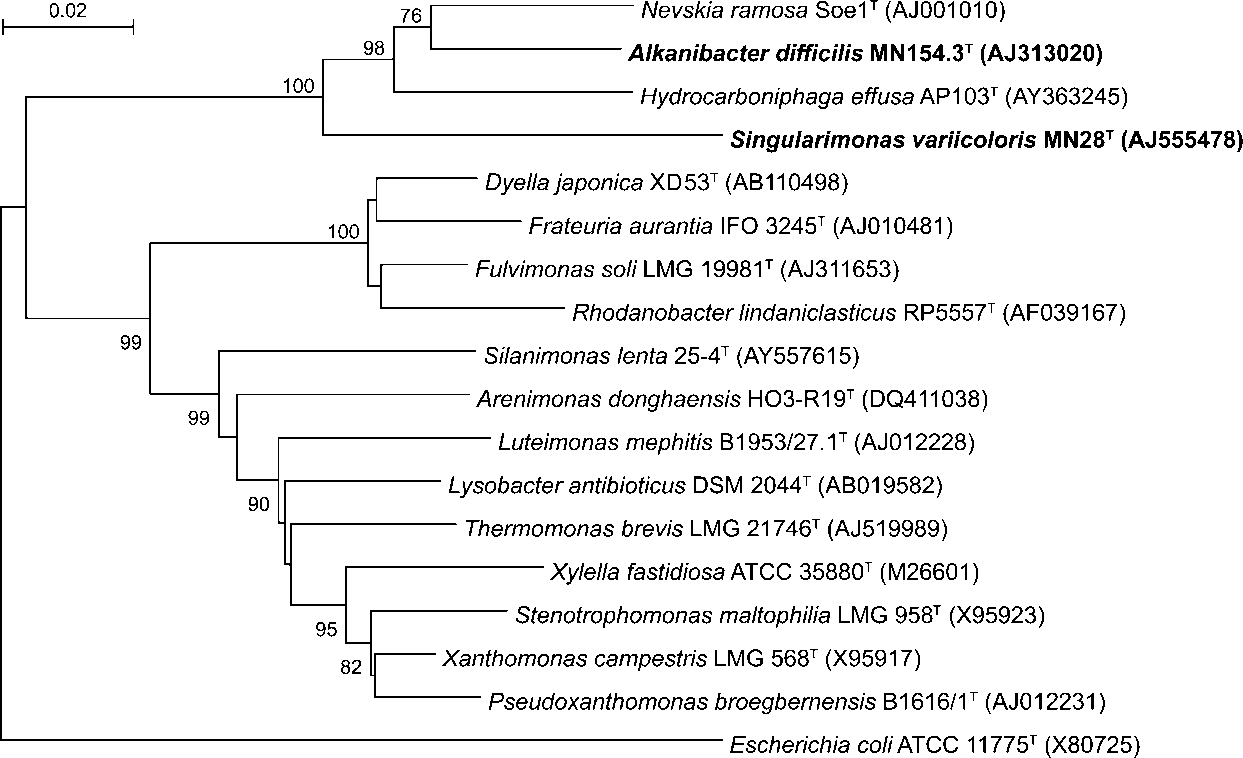 0.02
76
Nevskia ramosa Soe1ᵀ (AJ001010)
98
Alkanibacter difficilis MN154.3ᵀ (AJ313020)
100
Hydrocarboniphaga effusa AP103ᵀ (AY363245)
Singularimonas variicoloris MN28ᵀ (AJ555478)
Dyella japonica XD53ᵀ (AB110498)
100
Frateuria aurantia IFO 3245ᵀ (AJ010481)
Fulvimonas soli LMG 19981ᵀ (AJ311653)
Rhodanobacter lindaniclasticus RP5557ᵀ (AF039167)
99
Silanimonas lenta 25-4ᵀ (AY557615)
99
Arenimonas donghaensis HO3-R19ᵀ (DQ411038)
Luteimonas mephitis B1953/27.1ᵀ (AJ012228)
90
Lysobacter antibioticus DSM 2044ᵀ (AB019582)
Thermomonas brevis LMG 21746ᵀ (AJ519989)
Xylella fastidiosa ATCC 35880ᵀ (M26601)
95
Stenotrophomonas maltophilia LMG 958ᵀ (X95923)
82
Xanthomonas campestris LMG 568ᵀ (X95917)
Pseudoxanthomonas broegbernensis B1616/1ᵀ (AJ012231)
Escherichia coli ATCC 11775ᵀ (X80725)